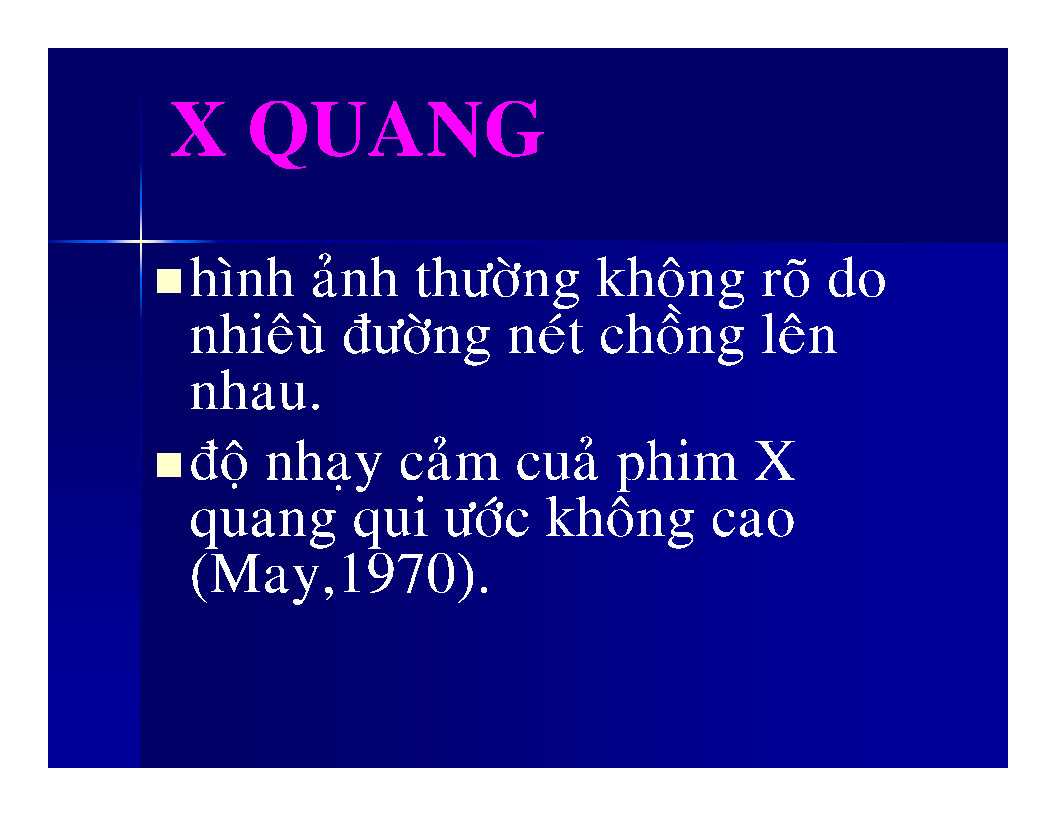 X QUANG
hình ảnh thường không rõ do
nhiêù đường nét chồng lên
nhau.
độ nhạy cảm cuả phim X
quang qui ước không cao
(May,1970).